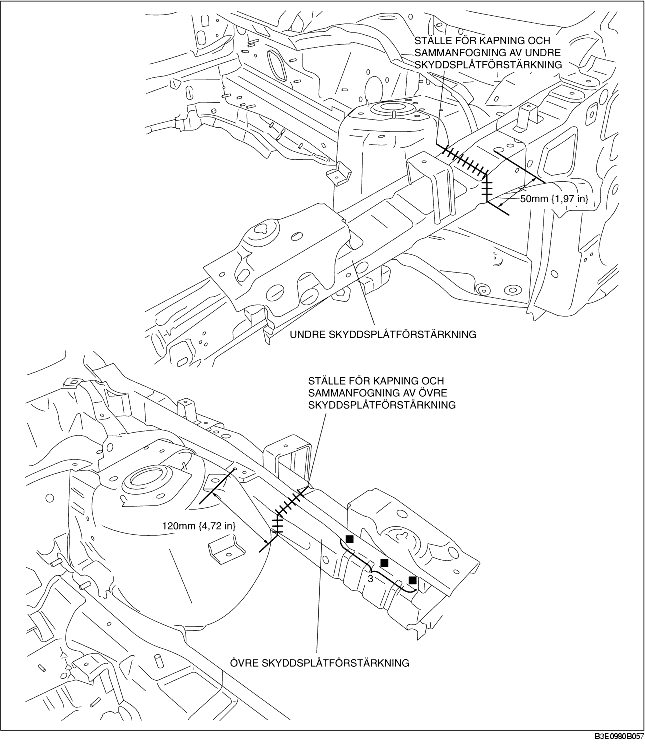 STÄLLE FÖR KAPNING OCH
SAMMANFOGNING AV UNDRE
SKYDDSPLÅTFÖRSTÄRKNING
50mm {1,97 in}
UNDRE SKYDDSPLÅTFÖRSTÄRKNING
STÄLLE FÖR KAPNING OCH
SAMMANFOGNING AV ÖVRE
SKYDDSPLÅTFÖRSTÄRKNING
120mm {4,72 in}
3
ÖVRE SKYDDSPLÅTFÖRSTÄRKNING
B3E0980B057